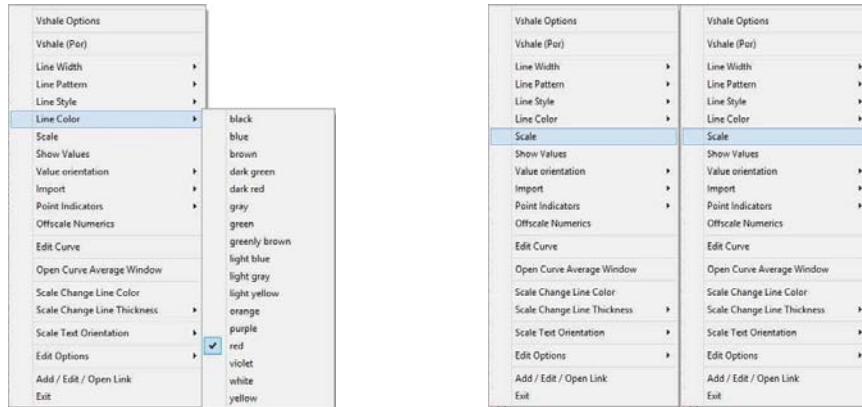 Vshale Options
Vshale (Por)
Line Width
Line Pattern
Line Style
Line Color
Scale
Show Values
Value orientation
Import
Point Indicators
Offscale Numerics
Edit Curve
Open Curve Average Window
Scale Change Line Color
Scale Change Line Thickness
Scale Text Orientation
Edit Options
Add / Edit / Open Link
Exit
black
blue
brown
dark green
dark red
gray
green
greenly brown
light blue
light gray
light yellow
orange
purple
red
violet
white
yellow
Vshale Options
Vshale (Por)
Line Width
Line Pattern
Line Style
Line Color
Scale
Show Values
Value orientation
Import
Point Indicators
Offscale Numerics
Edit Curve
Open Curve Average Window
Scale Change Line Color
Scale Change Line Thickness
Scale Text Orientation
Edit Options
Add / Edit / Open Link
Exit
Vshale Options
Vshale (Por)
Line Width
Line Pattern
Line Style
Line Color
Scale
Show Values
Value orientation
Import
Point Indicators
Offscale Numerics
Edit Curve
Open Curve Average Window
Scale Change Line Color
Scale Change Line Thickness
Scale Text Orientation
Edit Options
Add / Edit / Open Link
Exit